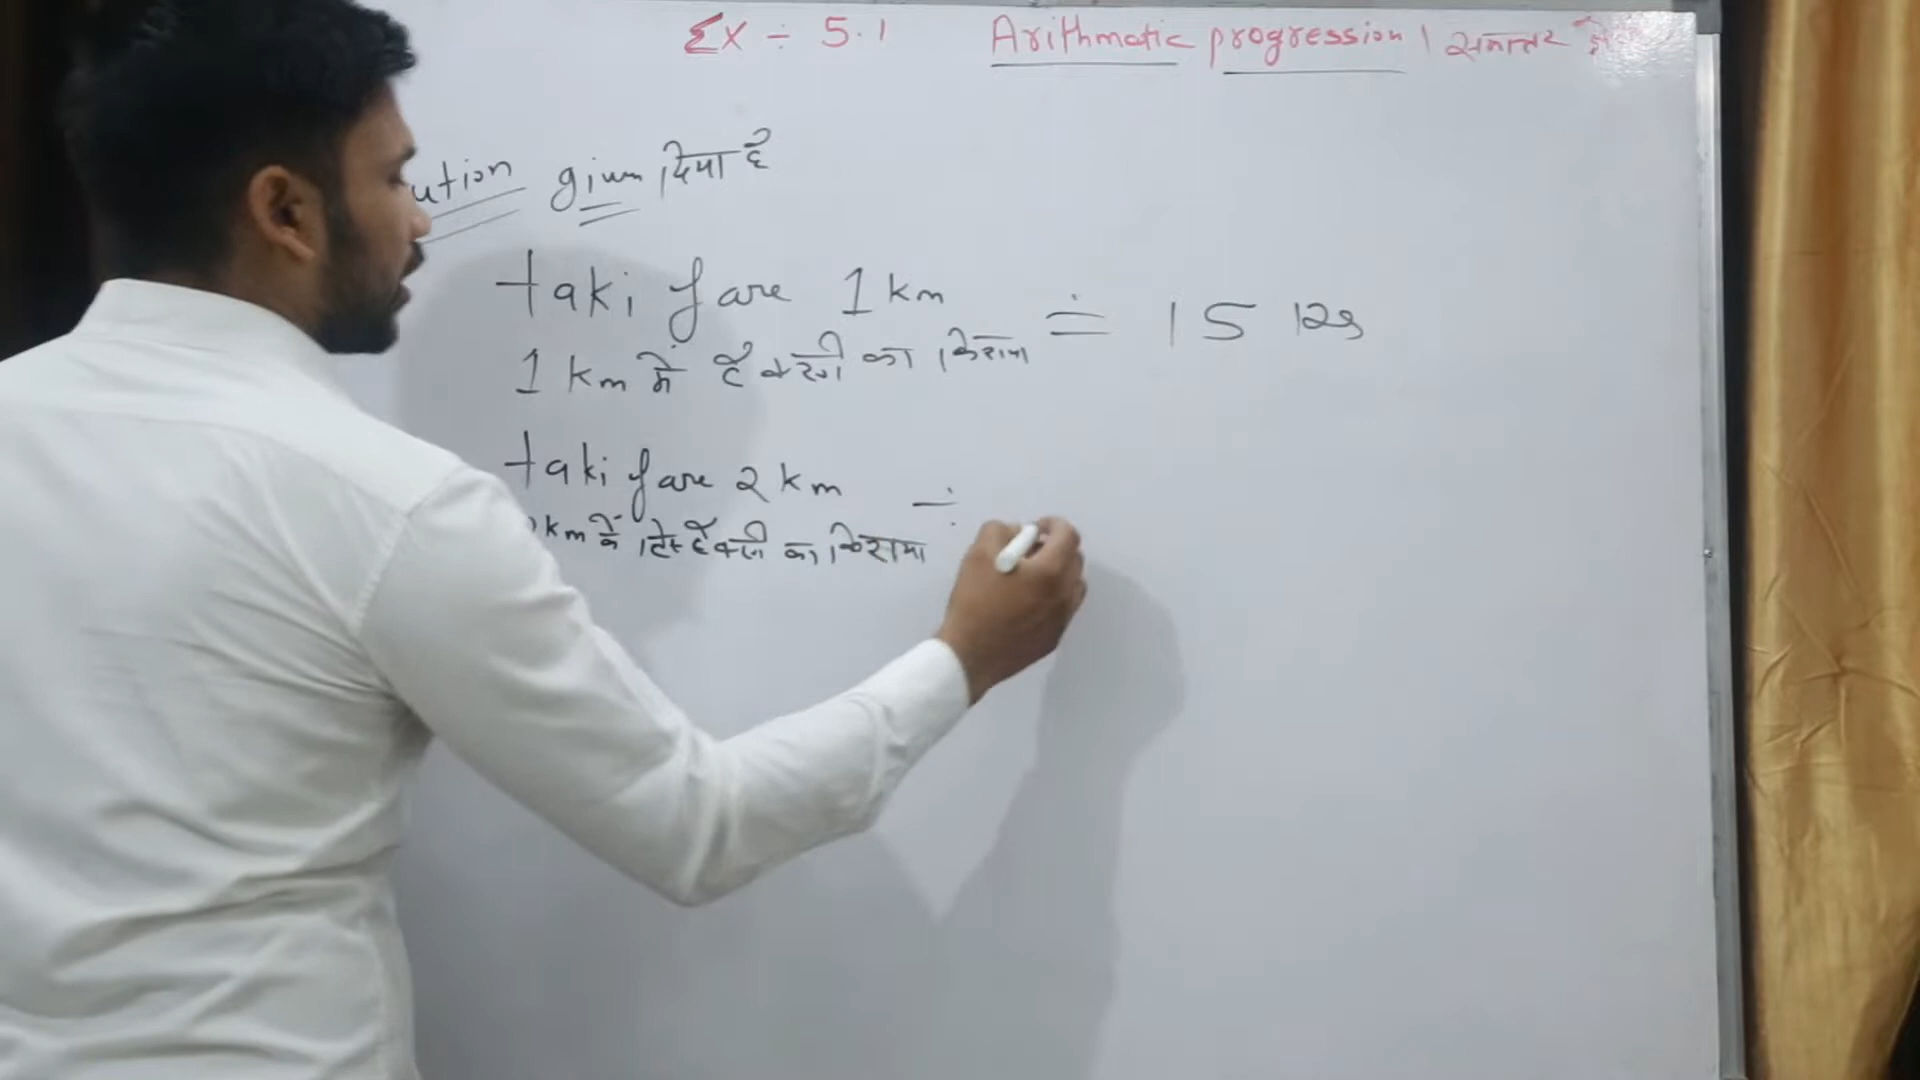 Ex ÷ 5.1 Arithmatic progression | समान्तर
ution given दिया है
taki fare 1 km = 15 Rs
1 km में टैक्सी का किराया
taki fare 2 km
km के लिए टैक्सी का किराया